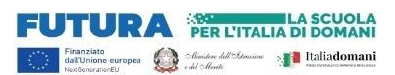 FUTURA
LA SCUOLA
PER L'ITALIA DI DOMANI
Finanziato
dall'Unione europea
NextGenerationEU
Ministero dell'Istruzione
e del Merito
Italiadomani